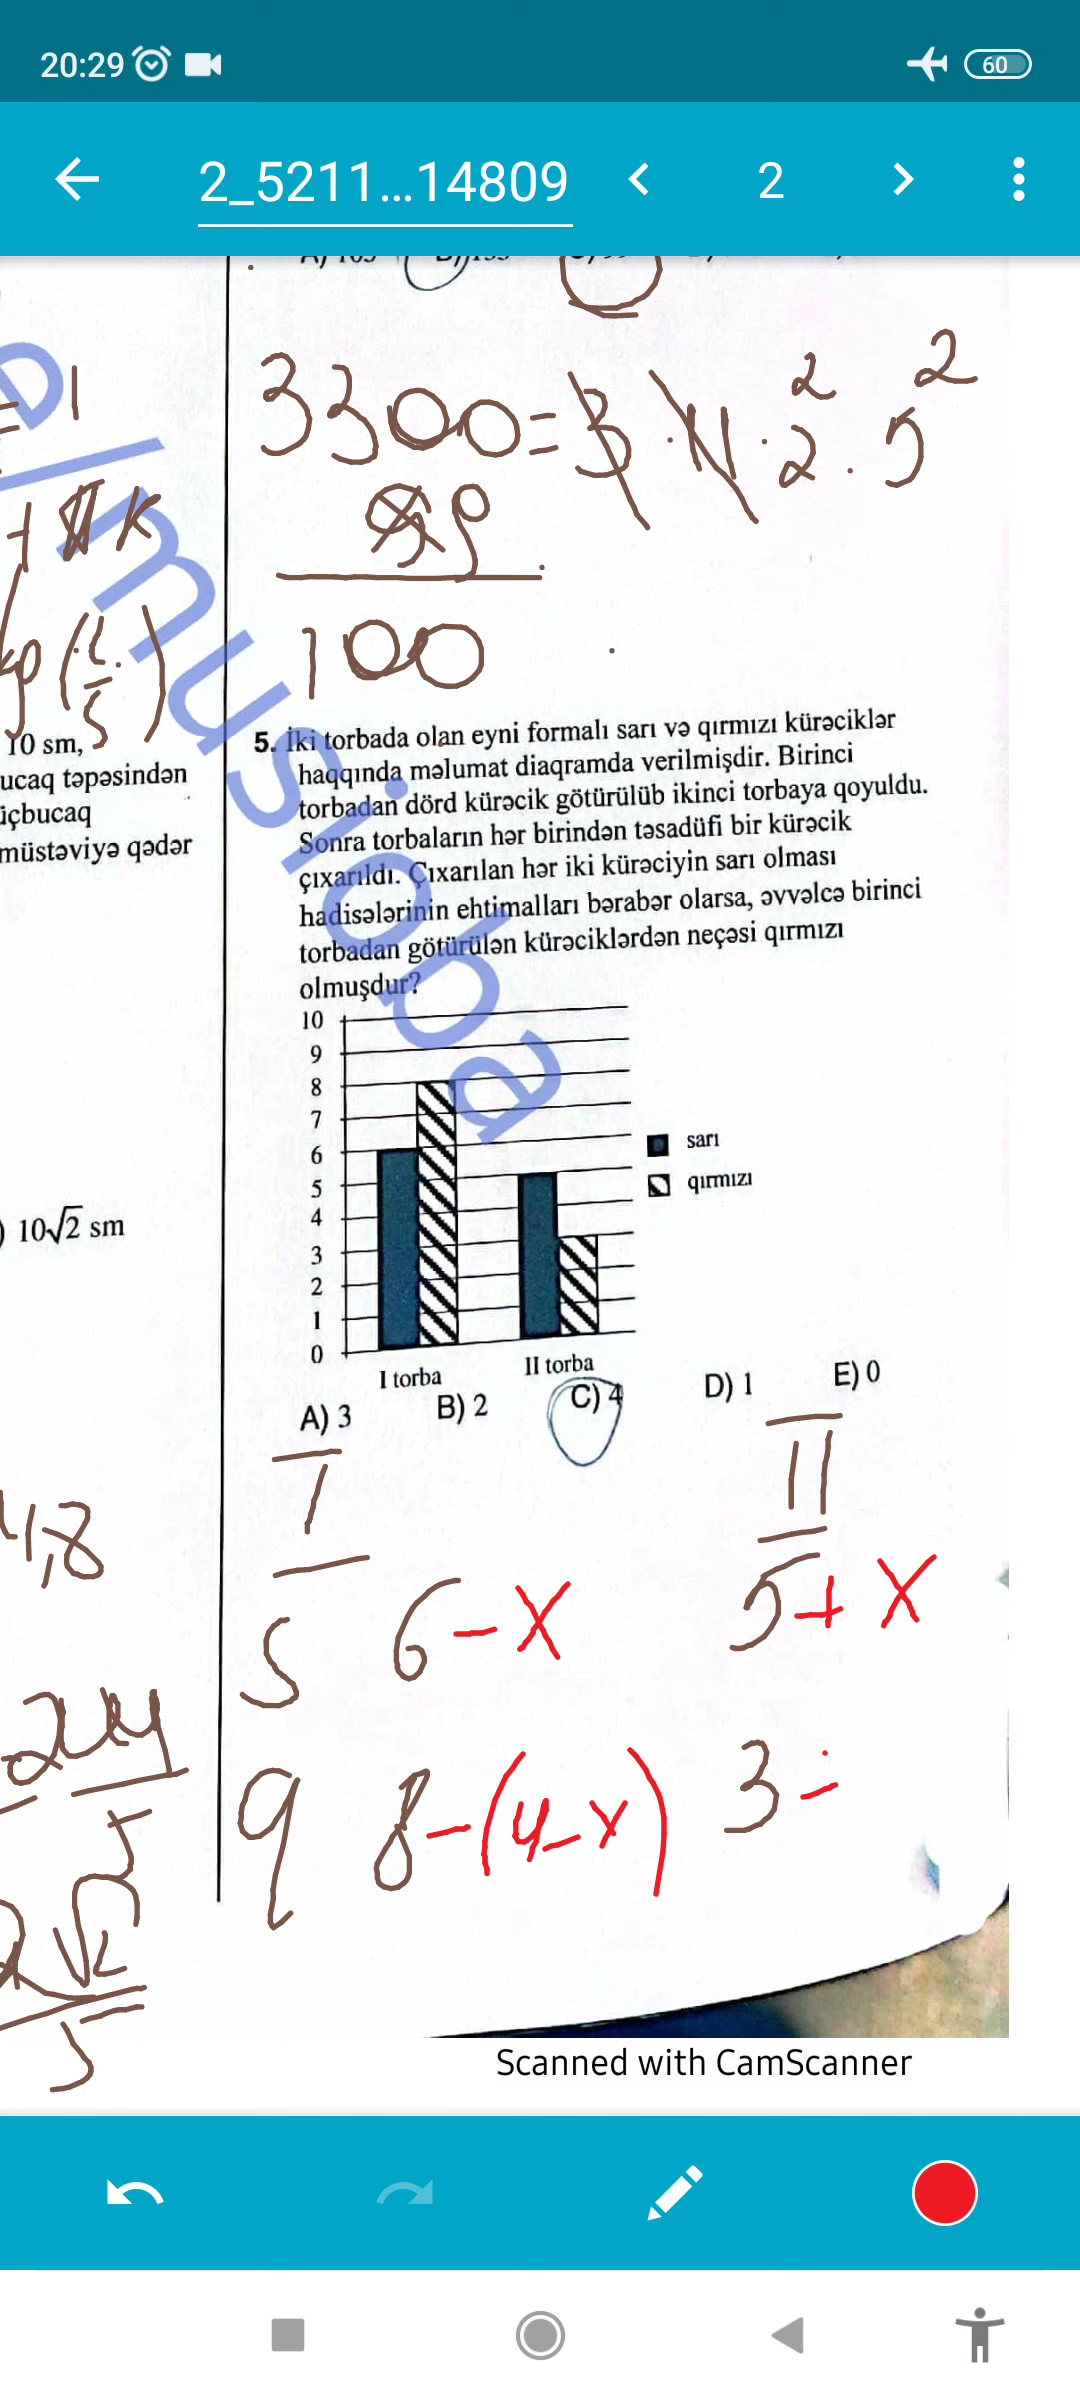 20:29
60
2_5211...14809
2
3300=3·11·2²·5²
100
= 1
K
10 sm,
ucaq təpəsindən
üçbucaq
müstəviyə qədər
) 10√2 sm
5. İki torbada olan eyni formalı sarı və qırmızı kürəciklər
haqqında məlumat diaqramda verilmişdir. Birinci
torbadan dörd kürəcik götürülüb ikinci torbaya qoyuldu.
Sonra torbaların hər birindən təsadüfi bir kürəcik
çıxarıldı. Çıxarılan hər iki kürəciyin sarı olması
hadisələrinin ehtimalları bərabər olarsa, əvvəlcə birinci
torbadan götürülən kürəciklərdən neçəsi qırmızı
olmuşdur?
10
9
8
7
6
5
4
3
2
1
0
sarı
qırmızı
I torba
II torba
A) 3
B) 2
C) 4
D) 1
E) 0
I
II
S 6-x
5+x
q 8-(4-x)
3
e/musloba
Scanned with CamScanner